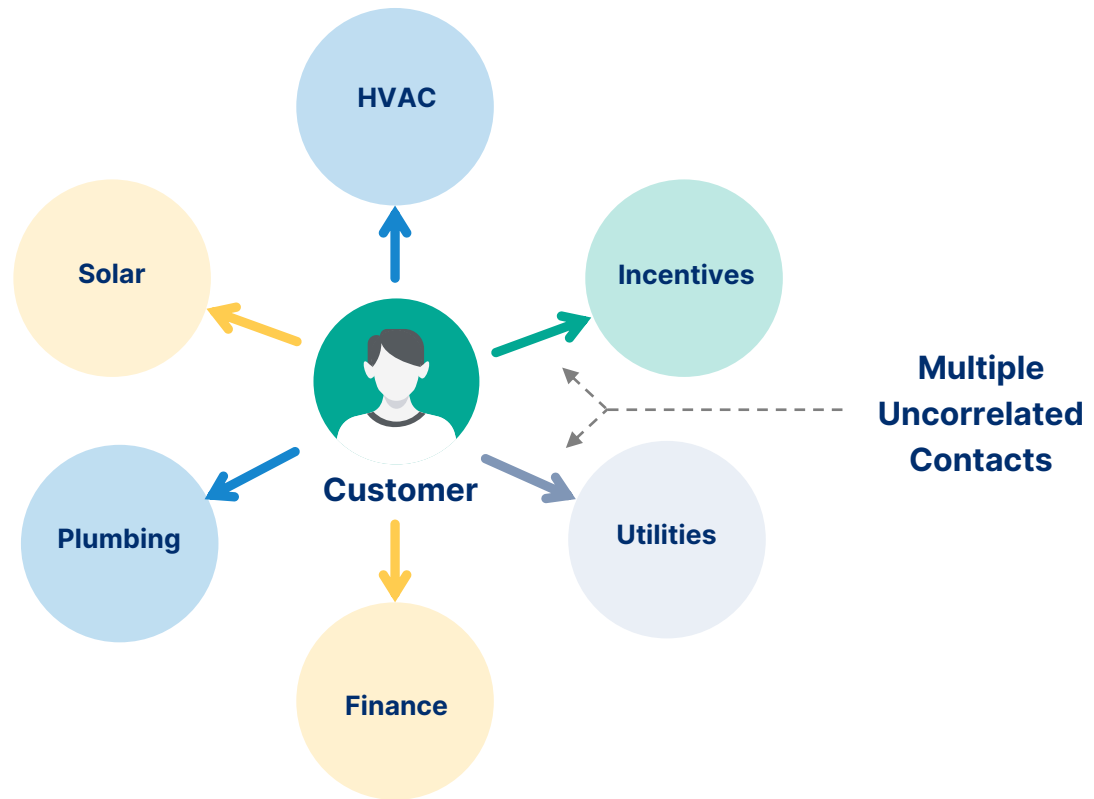 HVAC
Solar
Incentives
Multiple
Uncorrelated
Contacts
Customer
Plumbing
Utilities
Finance